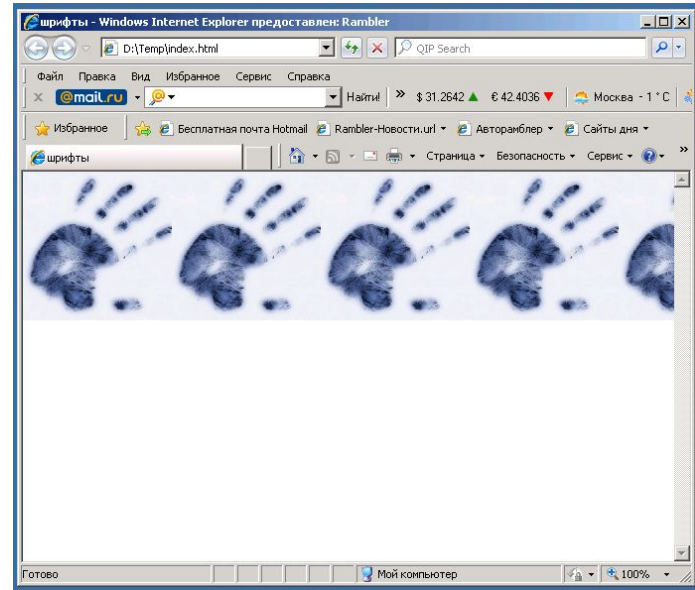 шрифты - Windows Internet Explorer предоставлен: Rambler
D:\Temp\index.html QIP Search
Файл Правка Вид Избранное Сервис Справка
x @mail.ru Найти! » $ 31.2642 ▲ € 42.4036 ▼ Москва - 1 ° C
Избранное Бесплатная почта Hotmail Rambler-Новости.url Авторамблер Сайты дня
шрифты Страница Безопасность Сервис »
Готово Мой компьютер 100%